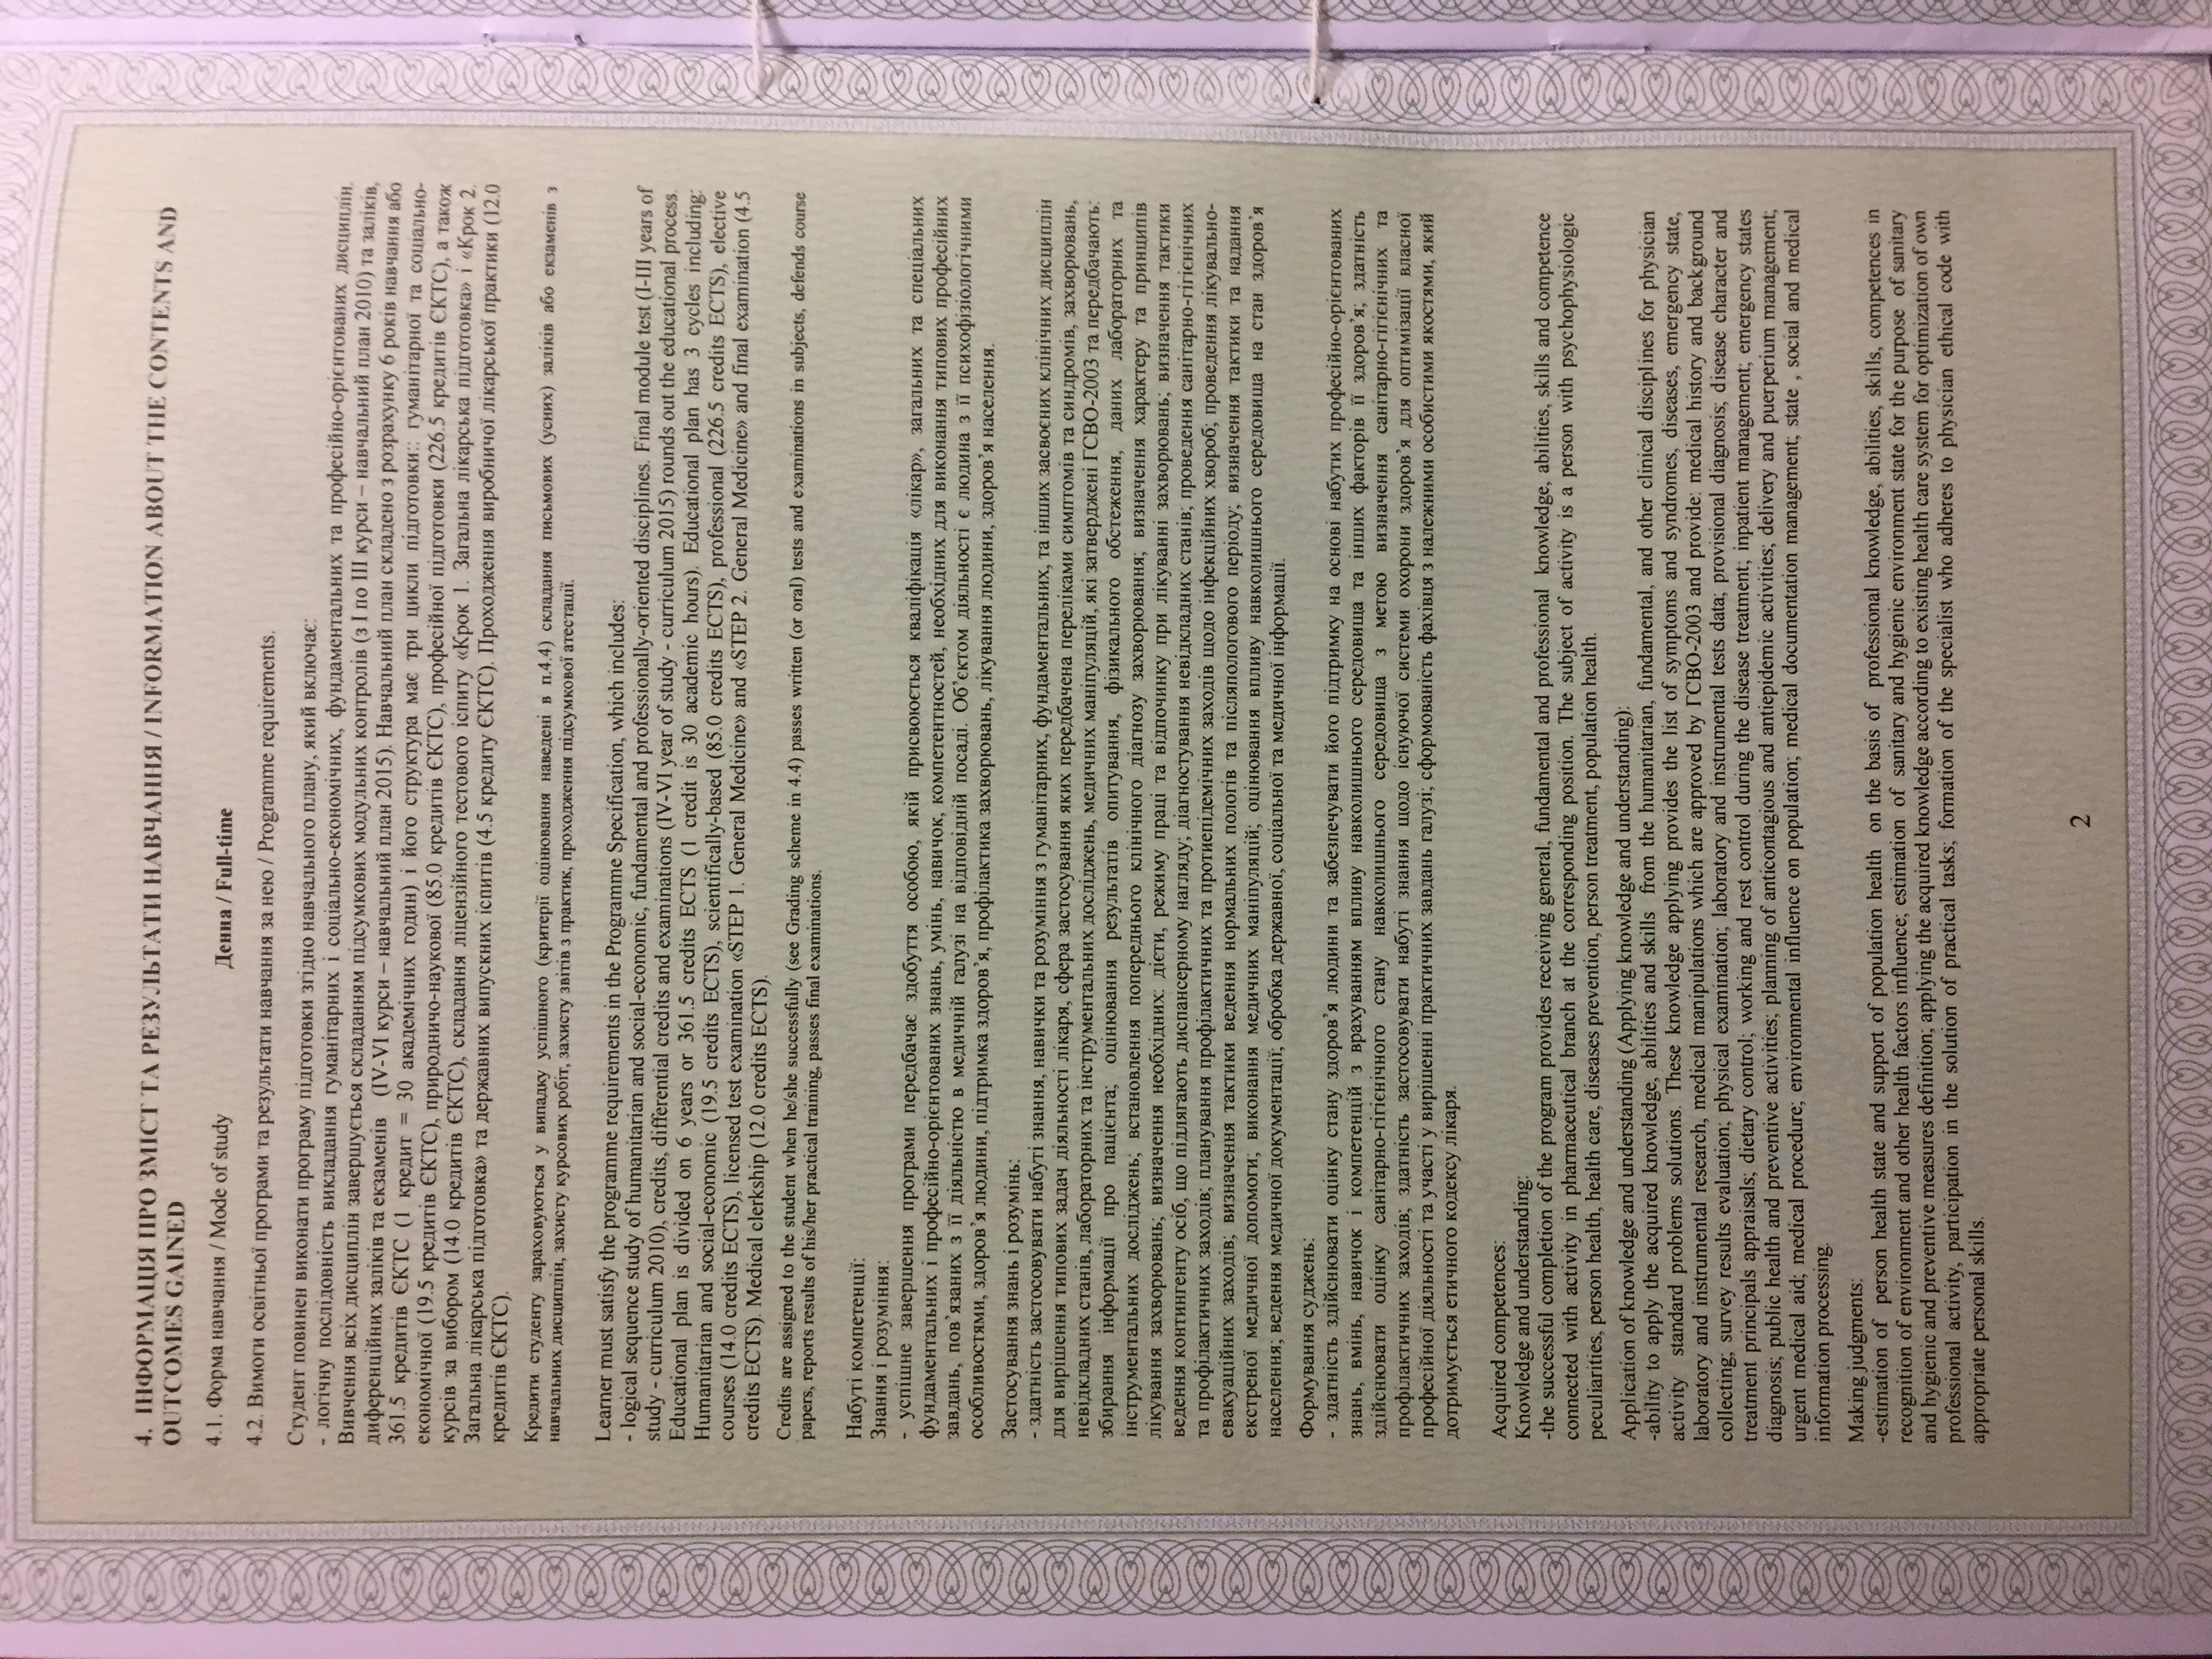 4. ІНФОРМАЦІЯ ПРО ЗМІСТ ТА РЕЗУЛЬТАТИ НАВЧАННЯ / INFORMATION ABOUT THE CONTENTS AND
OUTCOMES GAINED
4.1. Форма навчання / Mode of study Денна / Full-time
4.2. Вимоги освітньої програми та результати навчання за нею / Programme requirements.
Студент повинен виконати програму підготовки згідно навчального плану, який включає:
- логічну послідовність викладання гуманітарних і соціально-економічних, фундаментальних та професійно-орієнтованих дисциплін.
Вивчення всіх дисциплін завершується складанням підсумкових модульних контролів (з І по ІІІ курси – навчальний план 2010) та заліків,
диференційних заліків та екзаменів (IV-VI курси – навчальний план 2015). Навчальний план складено з розрахунку 6 років навчання або
361.5 кредитів ЄКТС (1 кредит = 30 академічних годин) і його структура має три цикли підготовки:: гуманітарної та соціально-
економічної (19.5 кредитів ЄКТС), природничо-наукової (85.0 кредитів ЄКТС), професійної підготовки (226.5 кредитів ЄКТС), а також
курсів за вибором (14.0 кредитів ЄКТС), складання ліцензійного тестового іспиту «Крок 1. Загальна лікарська підготовка» і «Крок 2.
Загальна лікарська підготовка» та державних випускних іспитів (4.5 кредиту ЄКТС). Проходження виробничої лікарської практики (12.0
кредитів ЄКТС).
Кредити студенту зараховуються у випадку успішного (критерії оцінювання наведені в п.4.4) складання письмових (усних) заліків або екзаменів з
навчальних дисциплін, захисту курсових робіт, захисту звітів з практик, проходження підсумкової атестації.
Learner must satisfy the programme requirements in the Programme Specification, which includes:
- logical sequence study of humanitarian and social-economic, fundamental and professionally-oriented disciplines. Final module test (I-III years of
study - curriculum 2010), credits, differential credits and examinations (IV-VI year of study - curriculum 2015) rounds out the educational process.
Educational plan is divided on 6 years or 361.5 credits ECTS (1 credit is 30 academic hours). Educational plan has 3 cycles including:
Humanitarian and social-economic (19.5 credits ECTS), scientifically-based (85.0 credits ECTS), professional (226.5 credits ECTS), elective
courses (14.0 credits ECTS), licensed test examination «STEP 1. General Medicine» and «STEP 2. General Medicine» and final examination (4.5
credits ECTS). Medical clerkship (12.0 credits ECTS).
Credits are assigned to the student when he/she successfully (see Grading scheme in 4.4) passes written (or oral) tests and examinations in subjects, defends course
papers, reports results of his/her practical training, passes final examinations.
Набуті компетенції:
Знання і розуміння:
- успішне завершення програми передбачає здобуття особою, якій присвоюється кваліфікація «лікар», загальних та спеціальних
фундаментальних і професійно-орієнтованих знань, умінь, навичок, компетентностей, необхідних для виконання типових професійних
завдань, пов’язаних з її діяльністю в медичній галузі на відповідній посаді. Об’єктом діяльності є людина з її психофізіологічними
особливостями, здоров’я людини, підтримка здоров’я, профілактика захворювань, лікування людини, здоров’я населення.
Застосування знань і розумінь:
- здатність застосовувати набуті знання, навички та розуміння з гуманітарних, фундаментальних, та інших засвоєних клінічних дисциплін
для вирішення типових задач діяльності лікаря, сфера застосування яких передбачена переліками симптомів та синдромів, захворювань,
невідкладних станів, лабораторних та інструментальних досліджень, медичних маніпуляцій, які затверджені ГСВО-2003 та передбачають:
збирання інформації про пацієнта; оцінювання результатів опитування, фізикального обстеження, даних лабораторних та
інструментальних досліджень; встановлення попереднього клінічного діагнозу захворювання; визначення характеру та принципів
лікування захворювань; визначення необхідних: дієти, режиму праці та відпочинку при лікуванні захворювань; визначення тактики
ведення контингенту осіб, що підлягають диспансерному нагляду; діагностування невідкладних станів; проведення санітарно-гігієнічних
та профілактичних заходів; планування профілактичних та протиепідемічних заходів щодо інфекційних хвороб; проведення лікувально-
евакуаційних заходів; визначення тактики ведення нормальних пологів та післяпологового періоду; визначення тактики та надання
екстреної медичної допомоги; виконання медичних маніпуляцій; оцінювання впливу навколишнього середовища на стан здоров’я
населення; ведення медичної документації; обробка державної, соціальної та медичної інформації.
Формування суджень:
- здатність здійснювати оцінку стану здоров’я людини та забезпечувати його підтримку на основі набутих професійно-орієнтованих
знань, вмінь, навичок і компетенцій з врахуванням впливу навколишнього середовища та інших факторів її здоров’я; здатність
здійснювати оцінку санітарно-гігієнічного стану навколишнього середовища з метою визначення санітарно-гігієнічних та
профілактичних заходів; здатність застосовувати набуті знання щодо існуючої системи охорони здоров’я для оптимізації власної
професійної діяльності та участі у вирішенні практичних завдань галузі; сформованість фахівця з належними особистими якостями, який
дотримується етичного кодексу лікаря.
Acquired competences:
Knowledge and understanding:
-the successful completion of the program provides receiving general, fundamental and professional knowledge, abilities, skills and competence
connected with activity in pharmaceutical branch at the corresponding position. The subject of activity is a person with psychophysiologic
peculiarities, person health, health care, diseases prevention, person treatment, population health.
Application of knowledge and understanding (Applying knowledge and understanding):
-ability to apply the acquired knowledge, abilities and skills from the humanitarian, fundamental, and other clinical disciplines for physician
activity standard problems solutions. These knowledge applying provides the list of symptoms and syndromes, diseases, emergency state,
laboratory and instrumental research, medical manipulations which are approved by ГСВО-2003 and provide: medical history and background
collecting; survey results evaluation; physical examination; laboratory and instrumental tests data; provisional diagnosis; disease character and
treatment principals appraisals; dietary control; working and rest control during the disease treatment; inpatient management; emergency states
diagnosis; public health and preventive activities; planning of anticontagious and antiepidemic activities; delivery and puerperium management;
urgent medical aid; medical procedure; environmental influence on population; medical documentation management; state , social and medical
information processing.
Making judgments:
-estimation of person health state and support of population health on the basis of professional knowledge, abilities, skills, competences in
recognition of environment and other health factors influence; estimation of sanitary and hygienic environment state for the purpose of sanitary
and hygienic and preventive measures definition; applying the acquired knowledge according to existing health care system for optimization of own
professional activity, participation in the solution of practical tasks; formation of the specialist who adheres to physician ethical code with
appropriate personal skills.
2